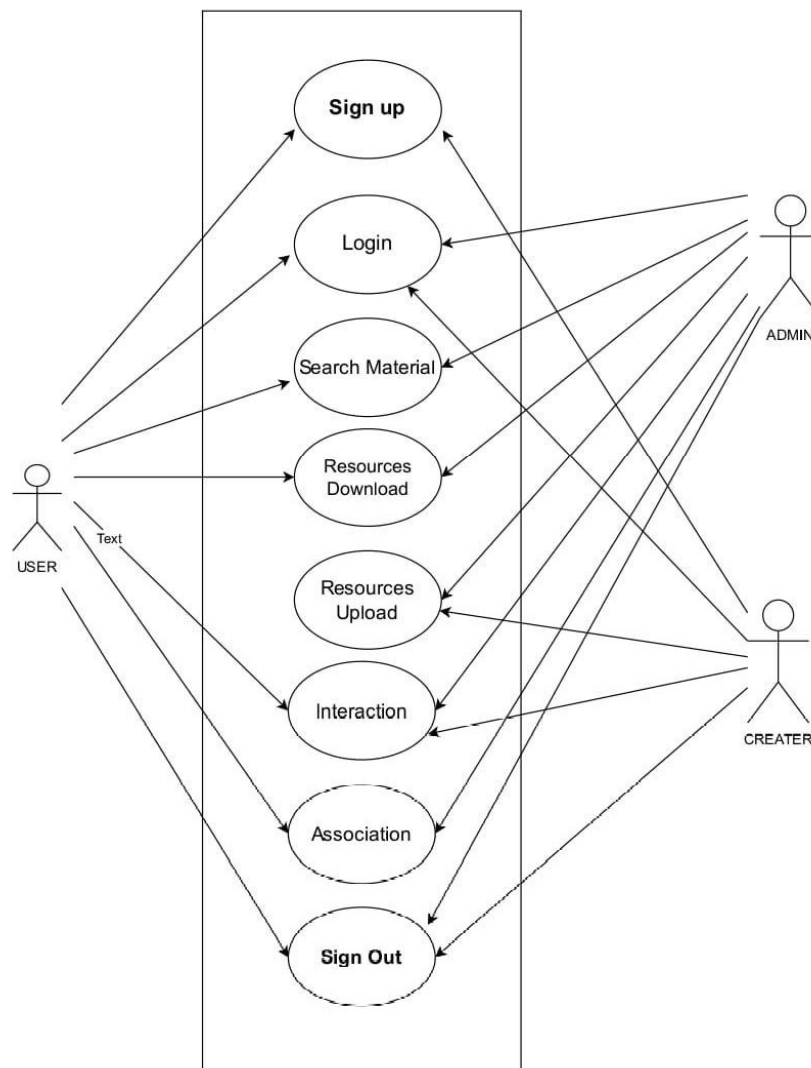 Sign up
Login
ADMIN
Search Material
Resources
Download
Text
USER
Resources
Upload
Interaction
CREATER
Association
Sign Out